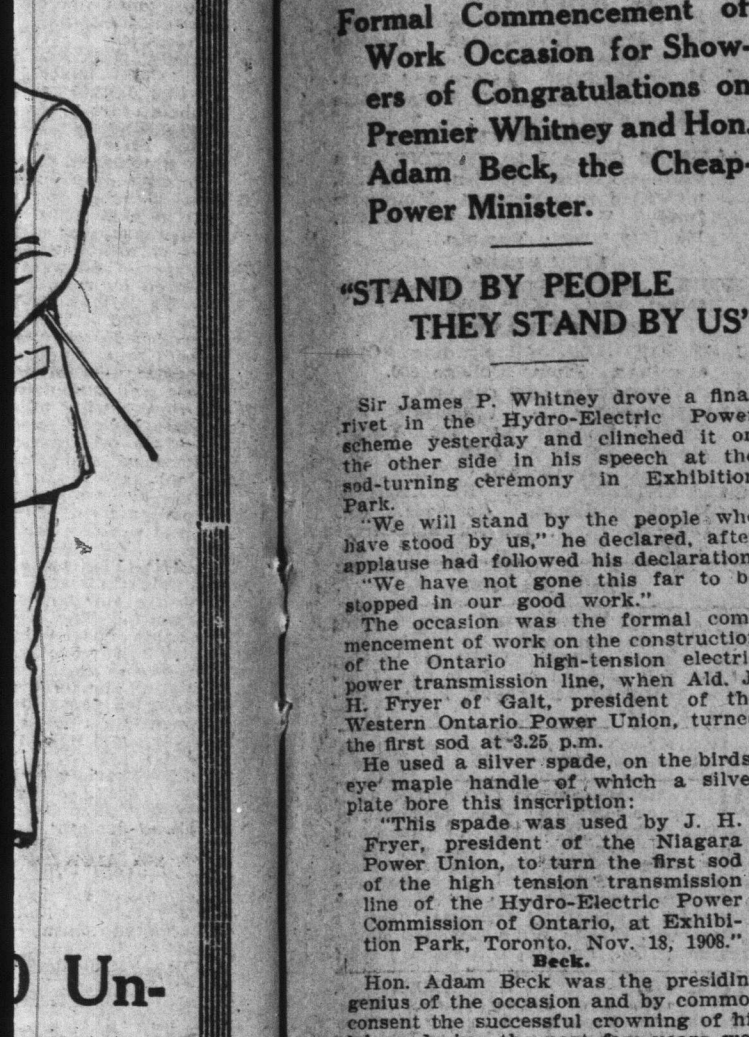 Formal Commencement of
Work Occasion for Show-
ers of Congratulations on
Premier Whitney and Hon.
Adam Beck, the Cheap-
Power Minister.
"STAND BY PEOPLE
THEY STAND BY US"
Sir James P. Whitney drove a fina
rivet in the Hydro-Electric Power
scheme yesterday and clinched it on
the other side in his speech at the
sod-turning ceremony in Exhibition
Park.
"We will stand by the people who
have stood by us," he declared, after
applause had followed his declaration
"We have not gone this far to b
stopped in our good work."
The occasion was the formal com
mencement of work on the construction
of the Ontario high-tension electri
power transmission line, when Ald. J
H. Fryer of Galt, president of th
Western Ontario Power Union, turne
the first sod at 3.25 p.m.
He used a silver spade, on the birds
eye maple handle of which a silve
plate bore this inscription:
"This spade was used by J. H.
Fryer, president of the Niagara
Power Union, to turn the first sod
of the high tension transmission
line of the Hydro-Electric Power
Commission of Ontario, at Exhibi-
tion Park, Toronto. Nov. 18, 1908."
Beck.
Hon. Adam Beck was the presidin
genius of the occasion and by commo
consent the successful crowning of hi
Un-